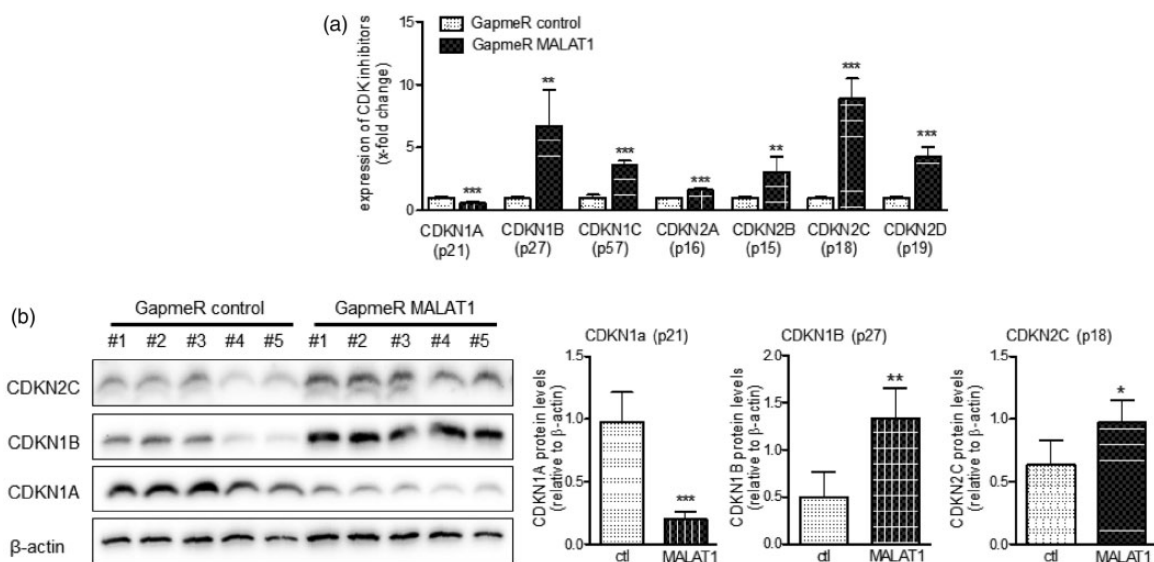 (a)
GapmeR control
GapmeR MALAT1
expression of CDK inhibitors
(x-fold change)
15
10
5
0
***
**
***
***
**
***
***
CDKN1A CDKN1B CDKN1C CDKN2A CDKN2B CDKN2C CDKN2D
(p21) (p27) (p57) (p16) (p15) (p18) (p19)
(b)
GapmeR control GapmeR MALAT1
#1 #2 #3 #4 #5 #1 #2 #3 #4 #5
CDKN2C
CDKN1B
CDKN1A
β-actin
CDKN1a (p21)
CDKN1A protein levels
(relative to β-actin)
1.5
1.0
0.5
0.0
***
ctl MALAT1
CDKN1B (p27)
CDKN1B protein levels
(relative to β-actin)
2.0
1.5
1.0
0.5
0.0
**
ctl MALAT1
CDKN2C (p18)
CDKN2C protein levels
(relative to β-actin)
1.5
1.0
0.5
0.0
*
ctl MALAT1